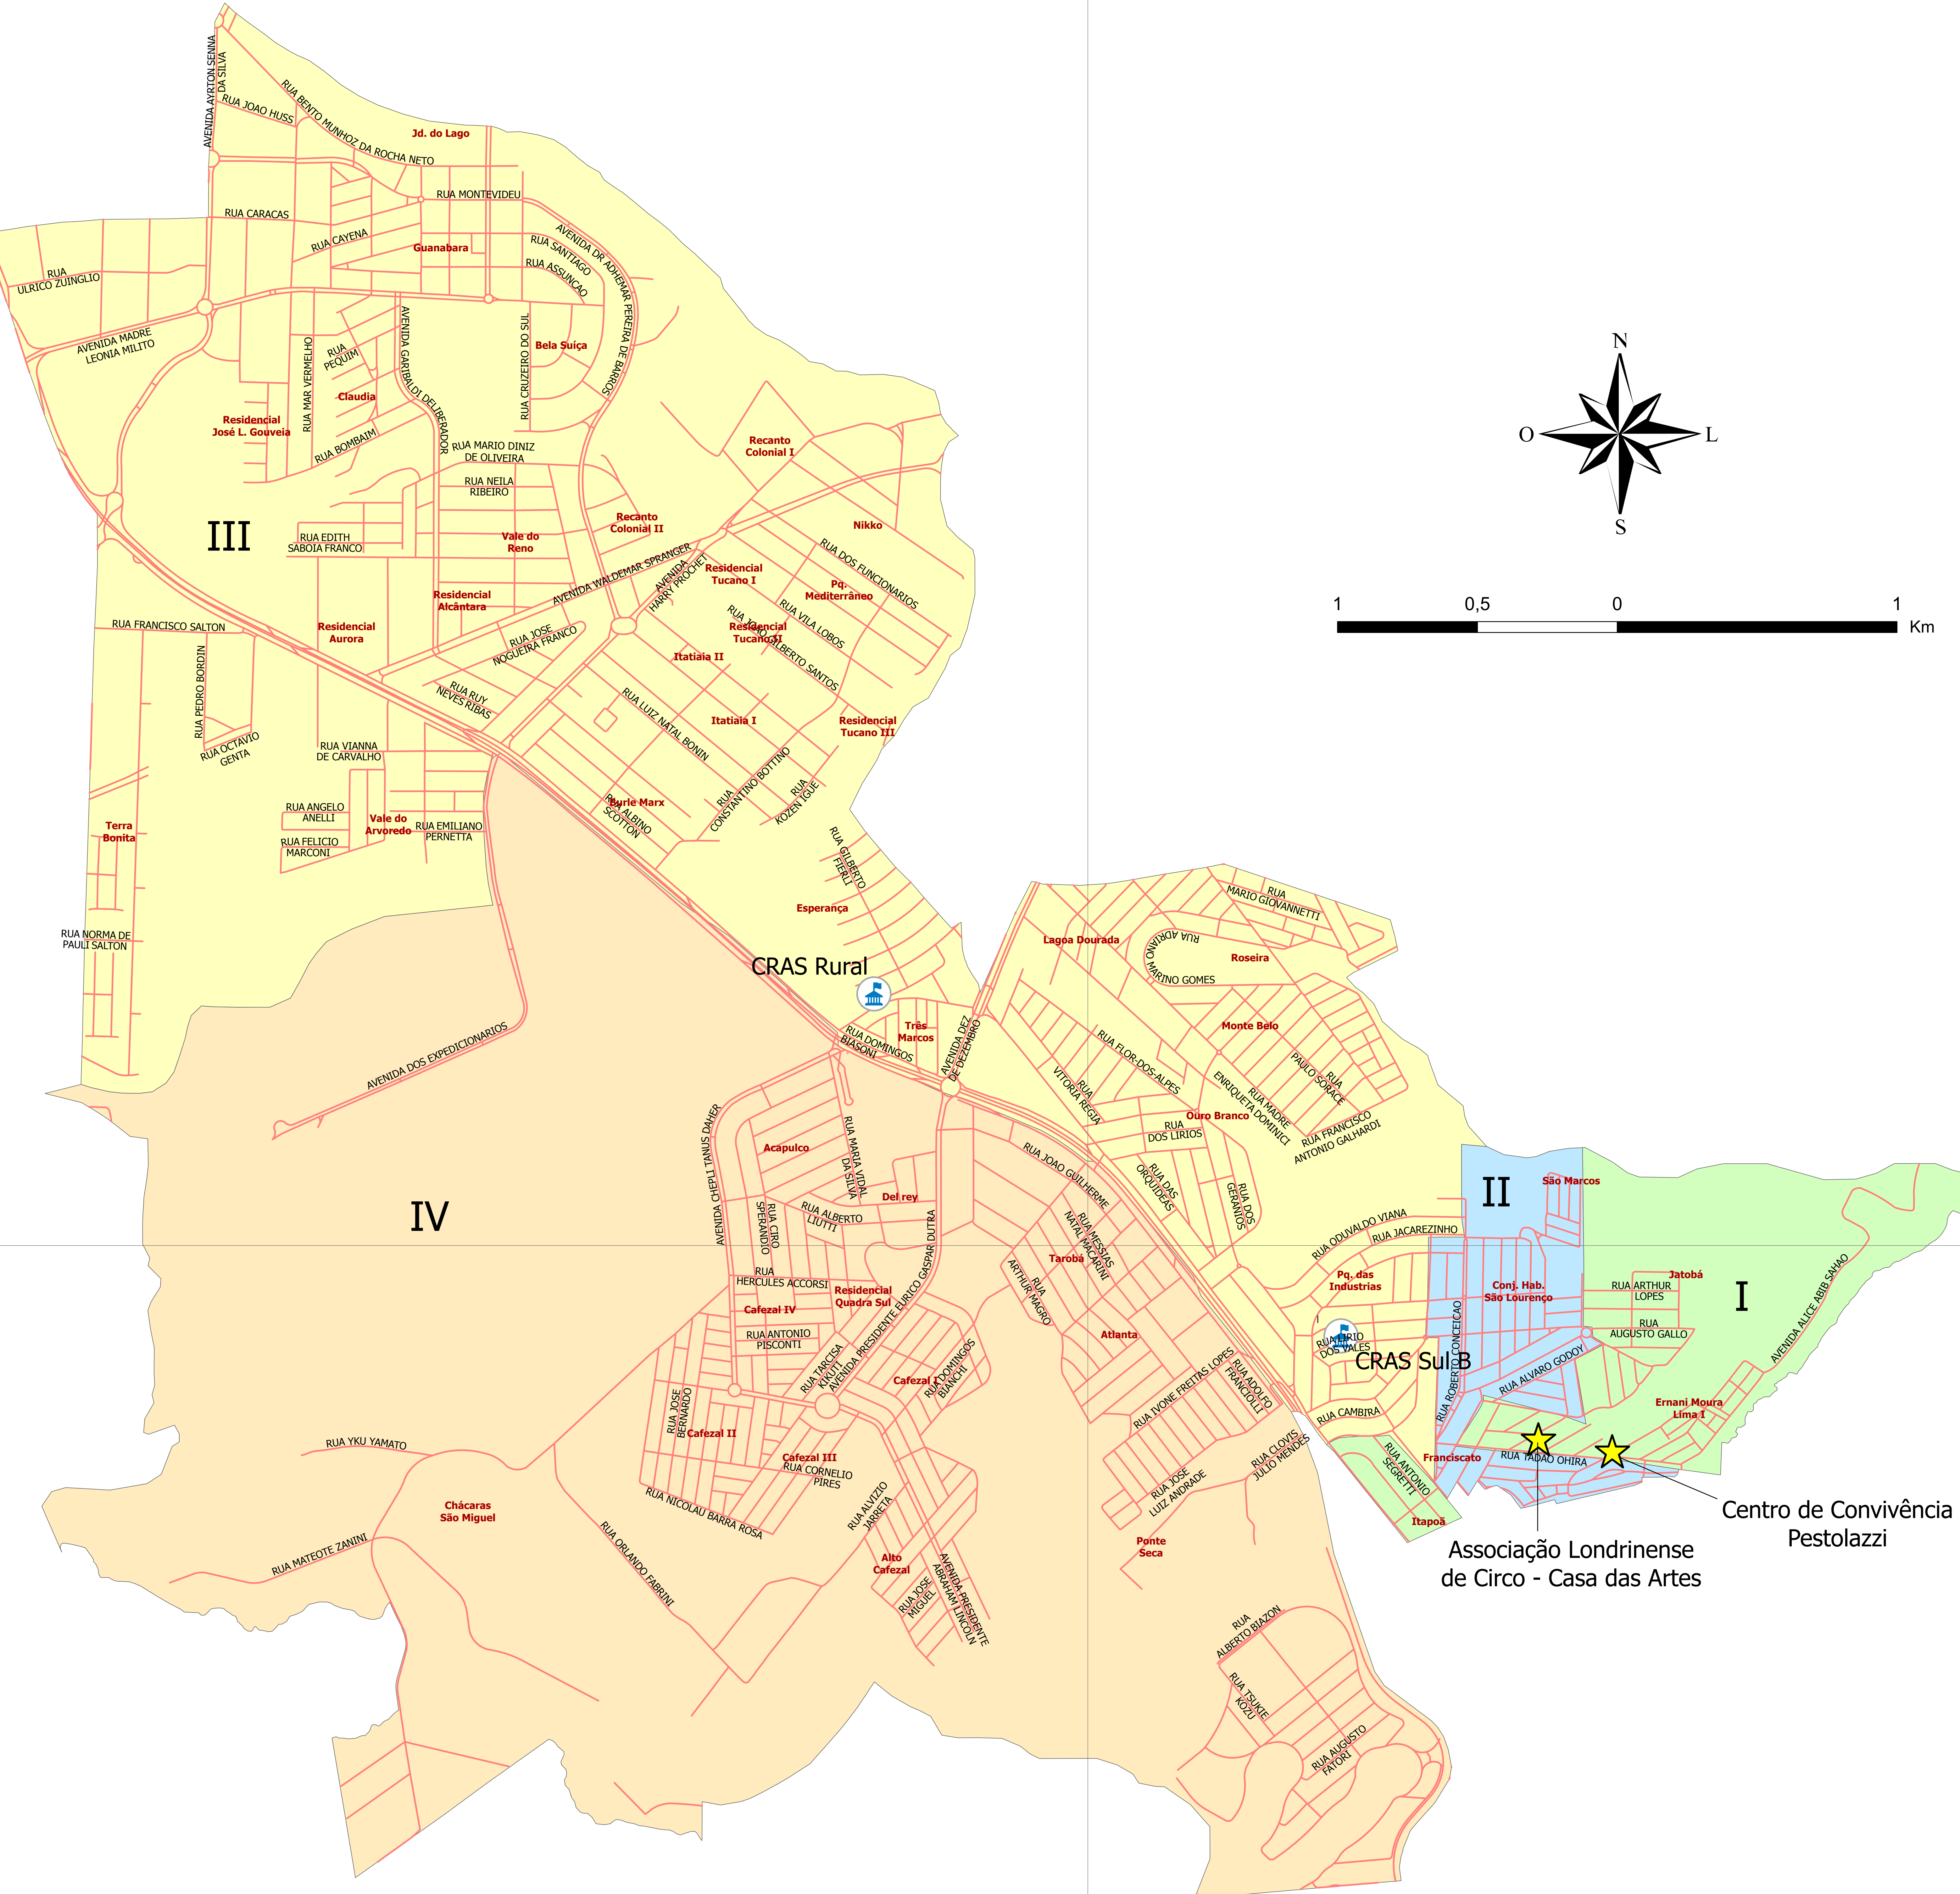 AVENIDA AYRTON SENNA
DA SILVA
RUA JOAO HUSS
RUA BENTO MUNHOZ DA ROCHA NETO
Jd. do Lago
RUA MONTEVIDEU
RUA CARACAS
RUA CAYENA
Guanabara
AVENIDA DR ADHEMAR PEREIRA DE BARROS
RUA SANTIAGO
RUA ASSUNCAO
RUA
ULRICO ZUINGLIO
AVENIDA MADRE
LEONIA MILITO
RUA MAR VERMELHO
RUA
PEQUIM
Claudia
AVENIDA GARIBALDI DELIBERADOR
RUA CRUZEIRO DO SUL
Bela Suíça
Residencial
José L. Gouveia
RUA BOMBAIM
RUA MARIO DINIZ
DE OLIVEIRA
RUA NEILA
RIBEIRO
Recanto
Colonial I
N
O
L
S
III
RUA EDITH
SABOIA FRANCO
Vale do
Reno
Recanto
Colonial II
Nikko
AVENIDA WALDEMAR SPRANGER
AVENIDA
HARRY PROCHET
Residencial
Tucano I
RUA DOS FUNCIONARIOS
Pq.
Mediterrâneo
RUA VILA LOBOS
Residencial
Tucano II
RUA JOAO GILBERTO SANTOS
Residencial
Alcântara
Residencial
Aurora
RUA JOSE
NOGUEIRA FRANCO
1
0,5
0
1
Km
RUA FRANCISCO SALTON
RUA PEDRO BORDIN
RUA OCTAVIO
GENTA
Itatiaia II
RUA RUY
NEVES RIBAS
RUA LUIZ NATAL BONIN
Itatiaia I
Residencial
Tucano III
RUA VIANNA
DE CARVALHO
RUA
CONSTANTINO BOTTINO
RUA
KOZEN IGUE
Burle Marx
RUA ALBINO
SCOTTON
RUA ANGELO
ANELLI
Vale do
Arvoredo
RUA EMILIANO
PERNETTA
RUA FELICIO
MARCONI
Terra
Bonita
RUA GILBERTO
FIERLI
Esperança
RUA NORMA DE
PAULI SALTON
RUA
MARIO GIOVANNETTI
Lagoa Dourada
RUA ADRIANO MARINO GOMES
Roseira
CRAS Rural
Três
Marcos
RUA DOMINGOS
BIASONI
AVENIDA DEZ
DE DEZEMBRO
Monte Belo
AVENIDA DOS EXPEDICIONARIOS
RUA FLOR-DOS-ALPES
RUA
VITORIA REGIA
RUA
PAULO SORACE
RUA MADRE
ENRIQUETA DOMINICI
Ouro Branco
RUA
DOS LIRIOS
RUA FRANCISCO
ANTONIO GALHARDI
AVENIDA CHEPLI TANUS DAHER
Acapulco
RUA MARIA VIDAL
DA SILVA
RUA JOAO GUILHERME
RUA DAS
ORQUIDEAS
RUA DOS
GERANIOS
II
São Marcos
IV
Del rey
RUA CIRO
SPERANDIO
RUA ALBERTO
LIUTTI
AVENIDA PRESIDENTE EURICO GASPAR DUTRA
RUA MESSIAS
NATAL MACARINI
Tarobá
RUA
ARTHUR MAGRO
RUA ODUVALDO VIANA
RUA JACAREZINHO
Pq. das
Industrias
Conj. Hab.
São Lourenço
Jatobá
RUA ARTHUR
LOPES
I
AVENIDA ALICE ABIB SAHAO
RUA
HERCULES ACCORSI
Residencial
Quadra Sul
Cafezal IV
RUA ANTONIO
PISCONTI
Atlanta
RUA LIRIO
DOS VALES
CRAS Sul B
RUA
AUGUSTO GALLO
RUA ROBERTO CONCEICAO
RUA ALVARO GODOY
RUA TARCISA
KIKUTI
Cafezal I
RUA DOMINGOS
BIANCHI
RUA IVONE FREITAS LOPES
RUA ADOLFO
FRANCIOLLI
RUA CAMBIRA
Ernani Moura
Lima I
RUA JOSE
BERNARDO
Cafezal II
RUA YKU YAMATO
Cafezal III
RUA CORNELIO
PIRES
RUA CLOVIS
JULIO MENDES
RUA ANTONIO
SEGRETTI
Franciscato
RUA TADAO OHIRA
RUA NICOLAU BARRA ROSA
RUA ALVIZIO
JARRETA
RUA JOSE
LUIZ ANDRADE
Chácaras
São Miguel
Itapoã
Centro de Convivência
Pestolazzi
RUA MATEOTE ZANINI
RUA ORLANDO FABRINI
Ponte
Seca
Associação Londrinense
de Circo - Casa das Artes
Alto
Cafezal
RUA JOSE
MIGUEL
AVENIDA PRESIDENTE
ABRAHAM LINCOLN
RUA
ALBERTO BIAZON
RUA TSUKIE
KOZU
RUA AUGUSTO
FATORI